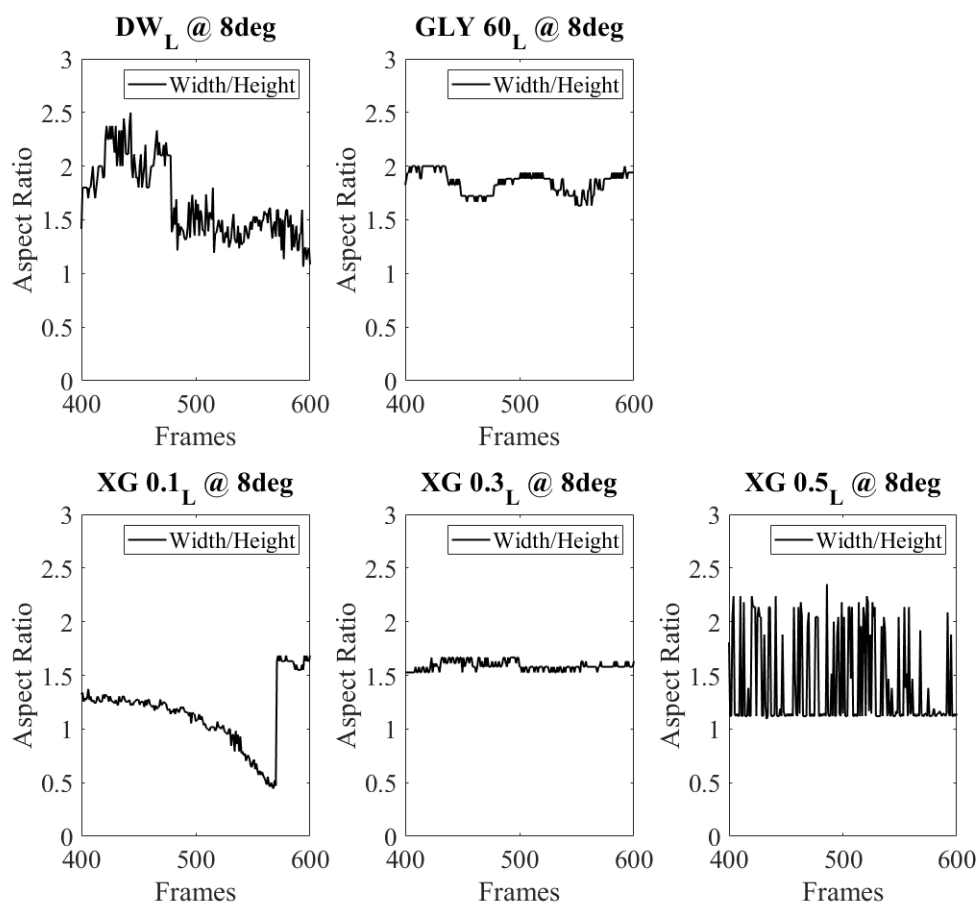 DW_L @ 8deg
3
2.5
2
1.5
1
0.5
0
Aspect Ratio
Width/Height
400 500 600
Frames
GLY 60_L @ 8deg
3
2.5
2
1.5
1
0.5
0
Aspect Ratio
Width/Height
400 500 600
Frames
XG 0.1_L @ 8deg
3
2.5
2
1.5
1
0.5
0
Aspect Ratio
Width/Height
400 500 600
Frames
XG 0.3_L @ 8deg
3
2.5
2
1.5
1
0.5
0
Aspect Ratio
Width/Height
400 500 600
Frames
XG 0.5_L @ 8deg
3
2.5
2
1.5
1
0.5
0
Aspect Ratio
Width/Height
400 500 600
Frames